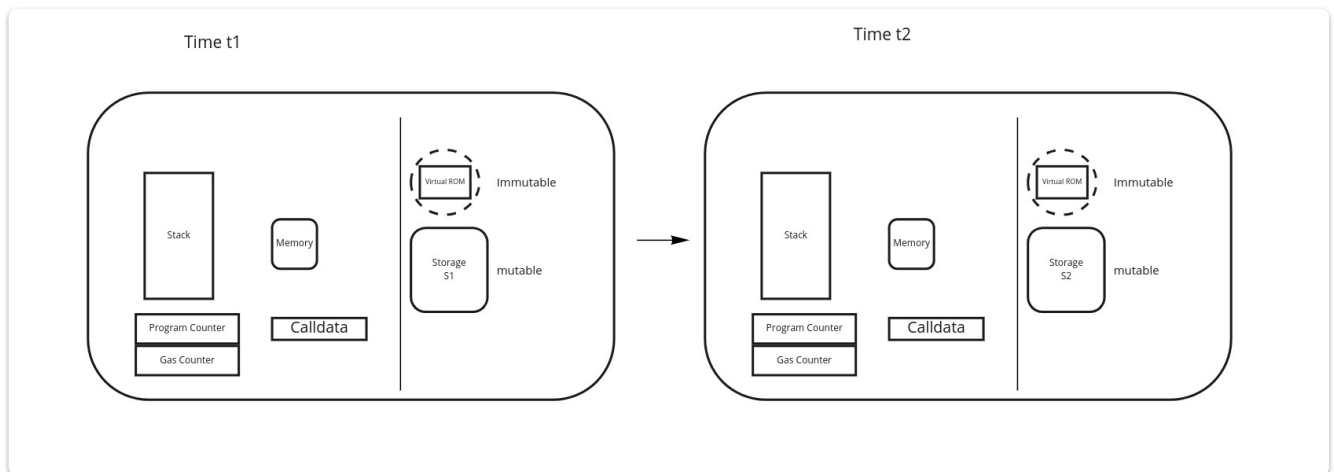 Time t1
Time t2
Stack
Memory
Program Counter
Gas Counter
Calldata
Virtual ROM
Immutable
Storage
S1
mutable
Stack
Memory
Program Counter
Gas Counter
Calldata
Virtual ROM
Immutable
Storage
S2
mutable